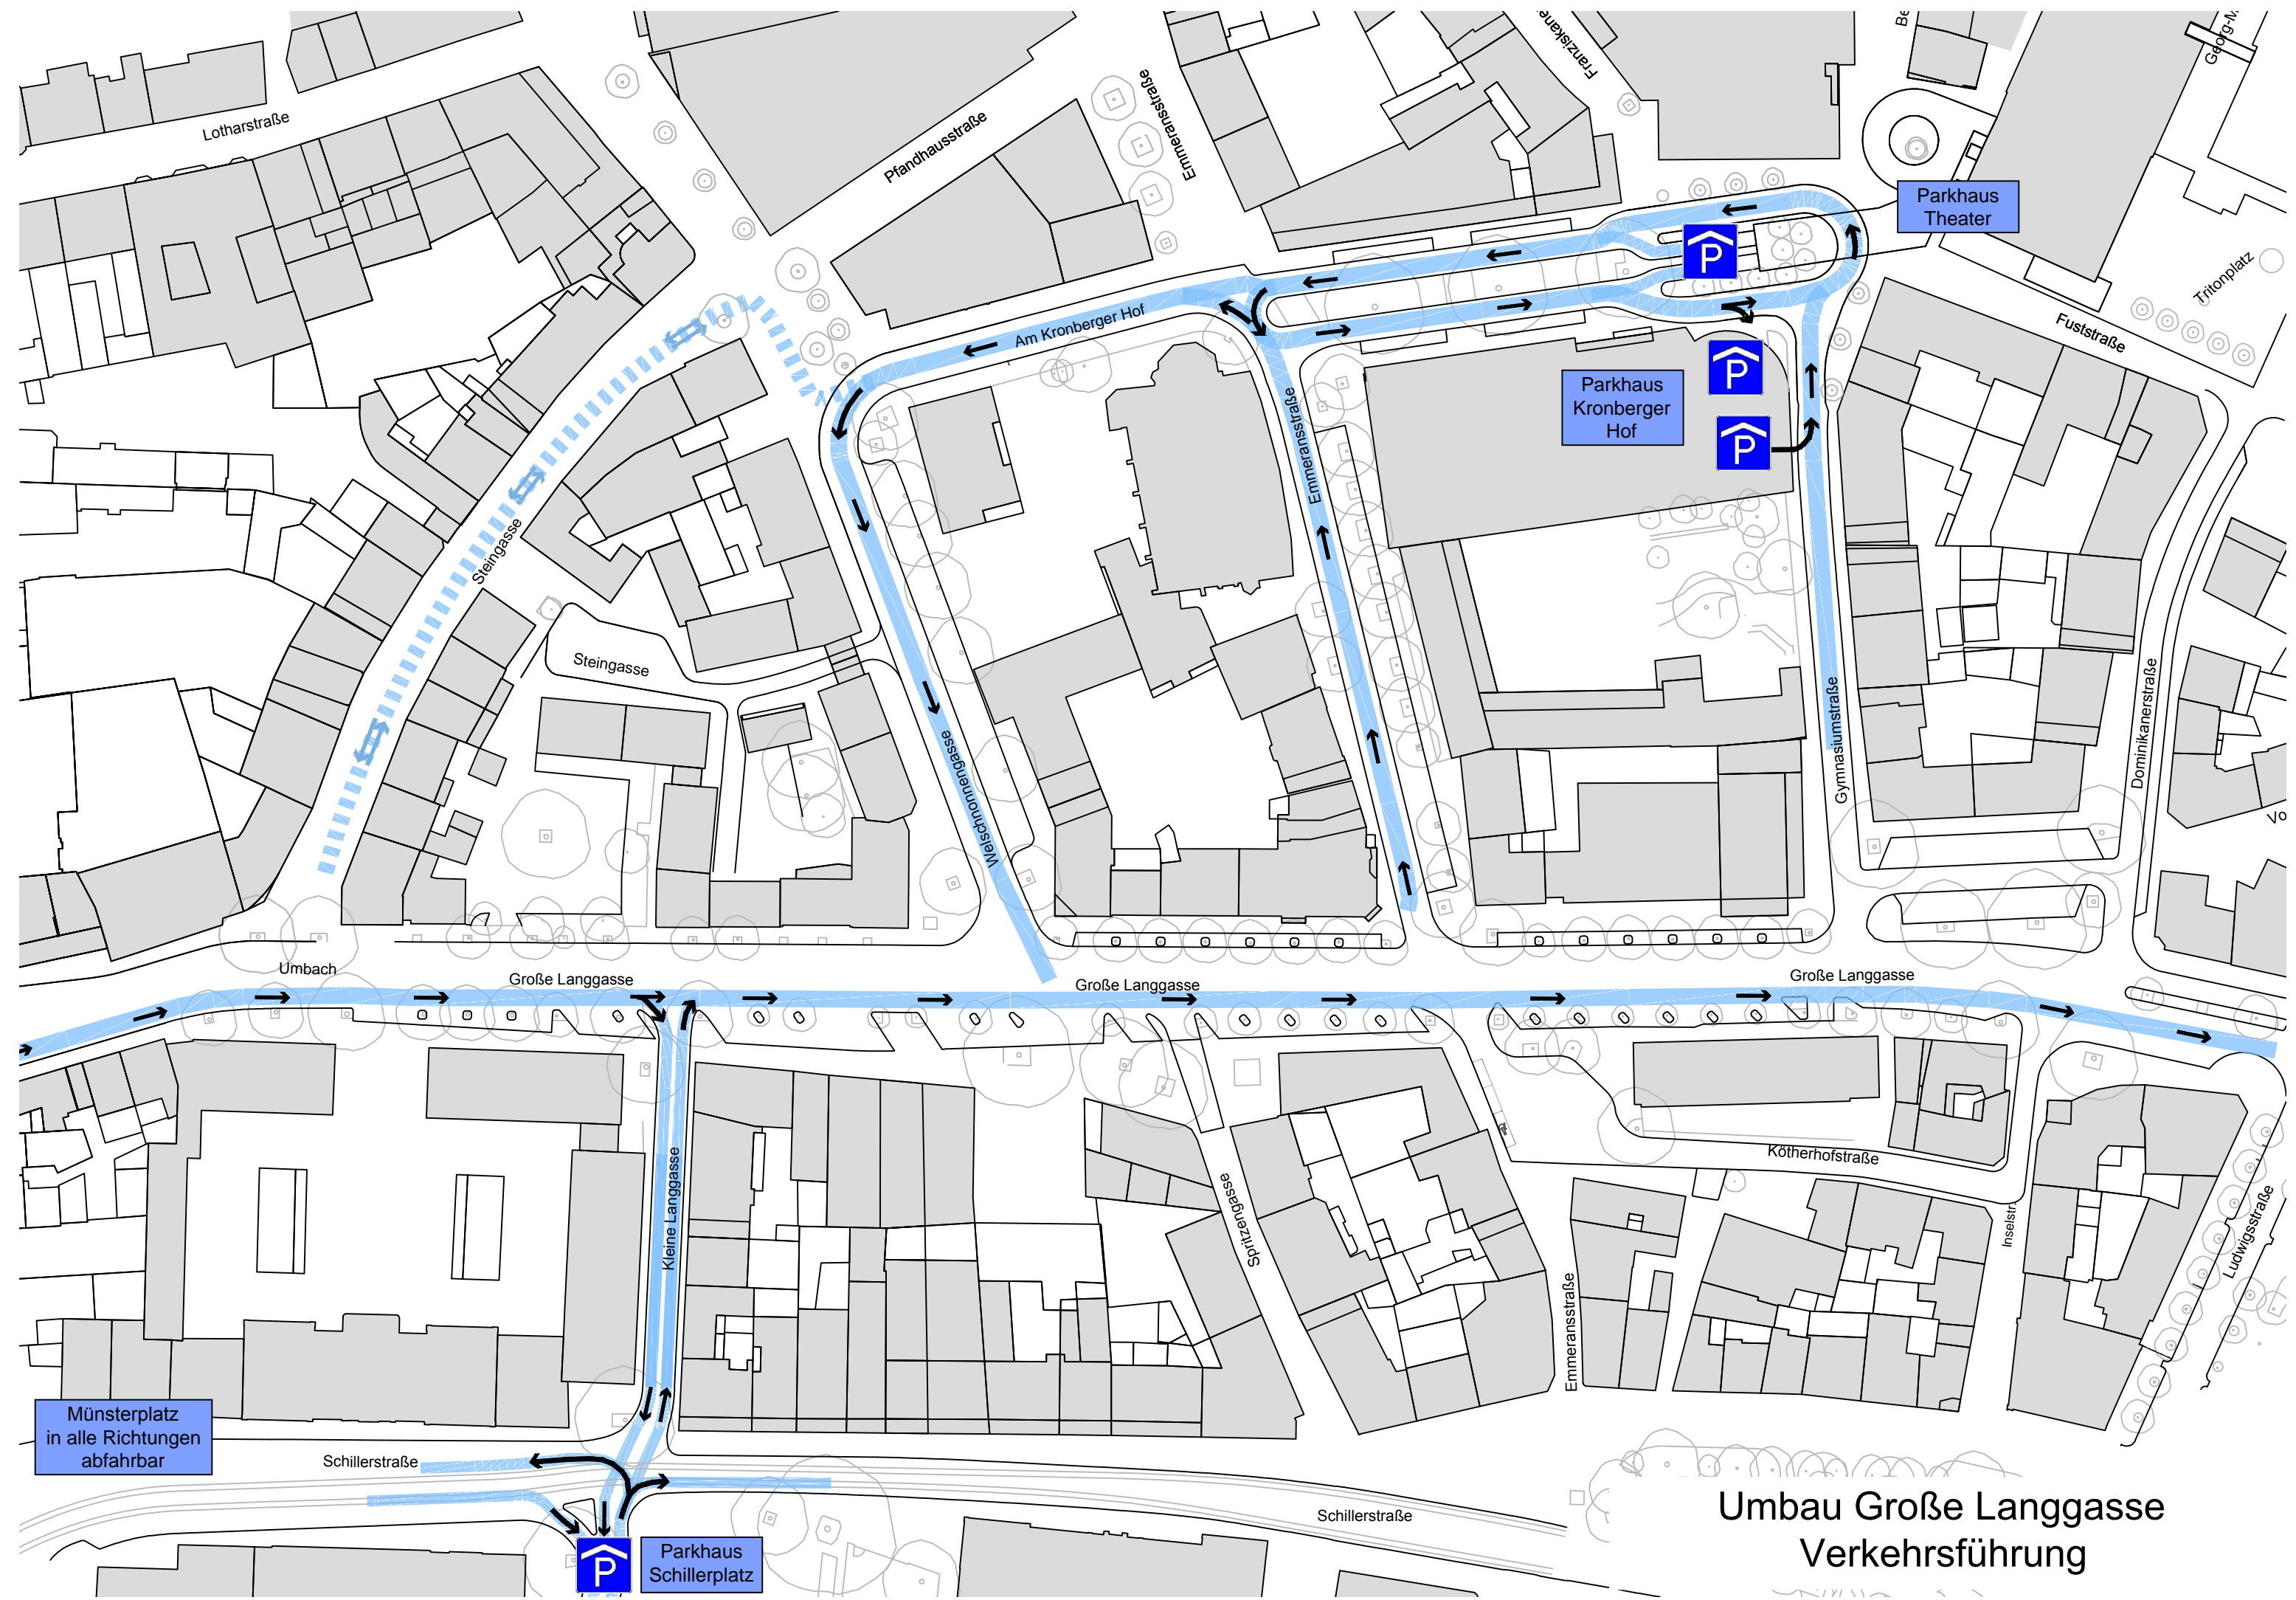 Lotharstraße
Pfandhausstraße
Emmeransstraße
Parkhaus
Theater
P
Tritonplatz
Fuststraße
Am Kronberger Hof
P
Parkhaus
Kronberger
Hof
P
Emmeransstraße
Steingasse
Steingasse
Welschnonnengasse
Gymnasiumstraße
Dominikanerstraße
Umbach
Große Langgasse
Große Langgasse
Große Langgasse
Kleine Langgasse
Spritzengasse
Kötherhofstraße
Emmeransstraße
Inselstr.
Ludwigsstraße
Münsterplatz
in alle Richtungen
abfahrbar
Schillerstraße
Schillerstraße
P
Parkhaus
Schillerplatz
Umbau Große Langgasse
Verkehrsführung